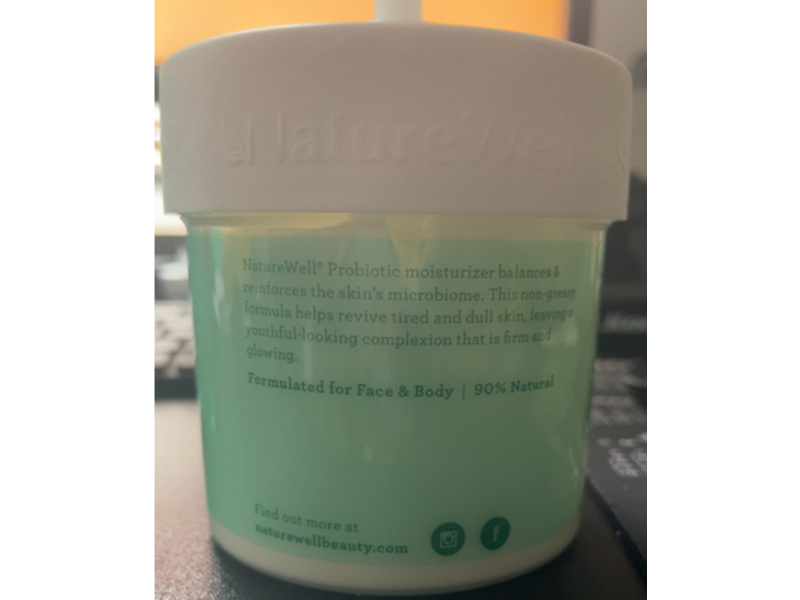 NatureWell
NatureWell® Probiotic moisturizer balances &
reinforces the skin's microbiome. This non-greasy
formula helps revive tired and dull skin, leaving a
youthful-looking complexion that is firm and
glowing.
Formulated for Face & Body | 90% Natural
Find out more at
naturewellbeauty.com